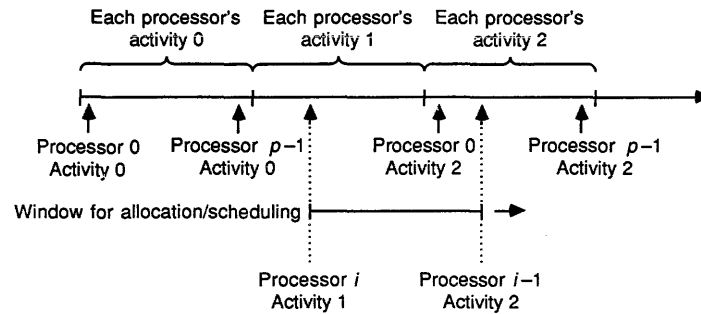 Each processor's
activity 0
Each processor's
activity 1
Each processor's
activity 2
Processor 0
Activity 0
Processor p–1
Activity 0
Processor 0
Activity 2
Processor p–1
Activity 2
Window for allocation/scheduling
Processor i
Activity 1
Processor i–1
Activity 2